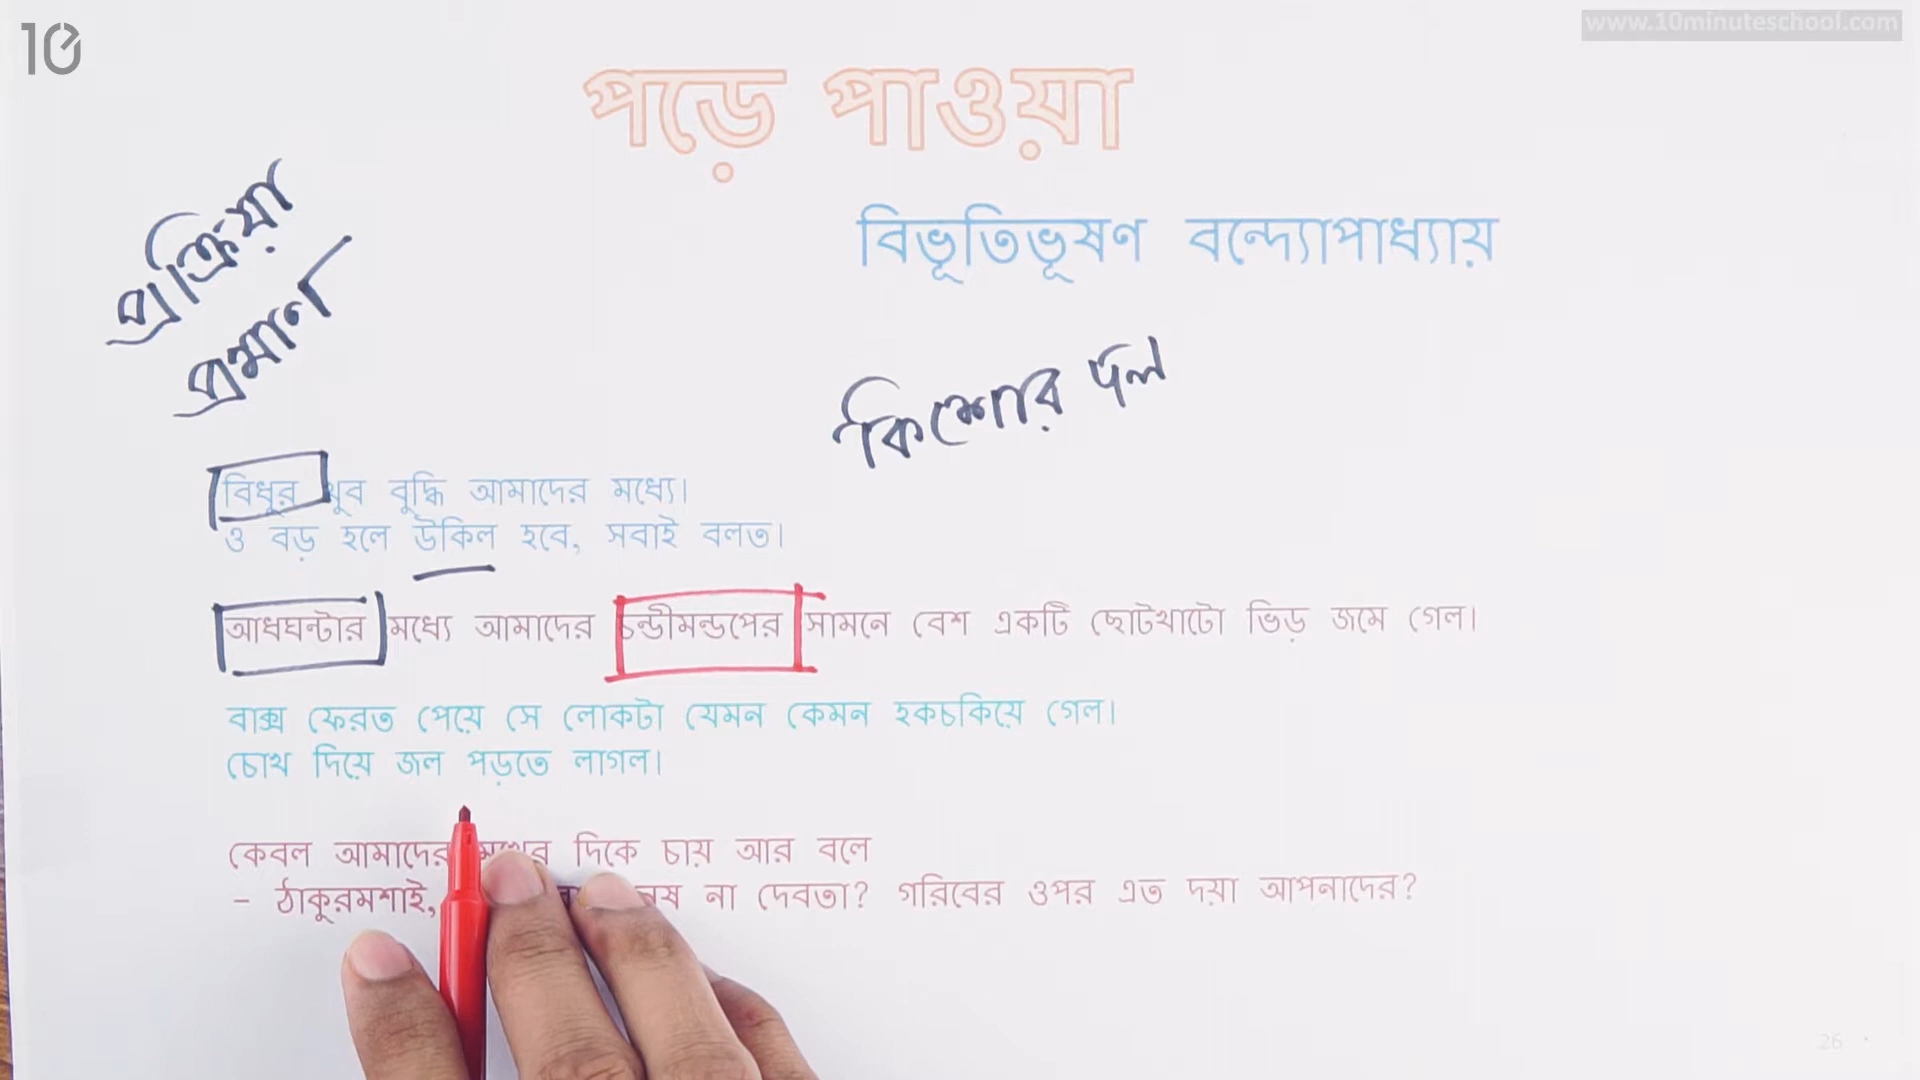 10
www.10minuteschool.com
পড়ে পাওয়া
বিভূতিভূষণ বন্দ্যোপাধ্যায়
প্রক্রিয়া
প্রমাণ
কিশোর দল
বিধুর খুব বুদ্ধি আমাদের মধ্যে।
ও বড় হলে উকিল হবে, সবাই বলত।
আধঘন্টার মধ্যে আমাদের চন্ডীমন্ডপের সামনে বেশ একটি ছোটখাটো ভিড় জমে গেল।
বাক্স ফেরত পেয়ে সে লোকটা যেমন কেমন হকচকিয়ে গেল।
চোখ দিয়ে জল পড়তে লাগল।
কেবল আমাদের মুখের দিকে চায় আর বলে
– ঠাকুরমশাই, না দেবতা? গরিবের ওপর এত দয়া আপনাদের?
26